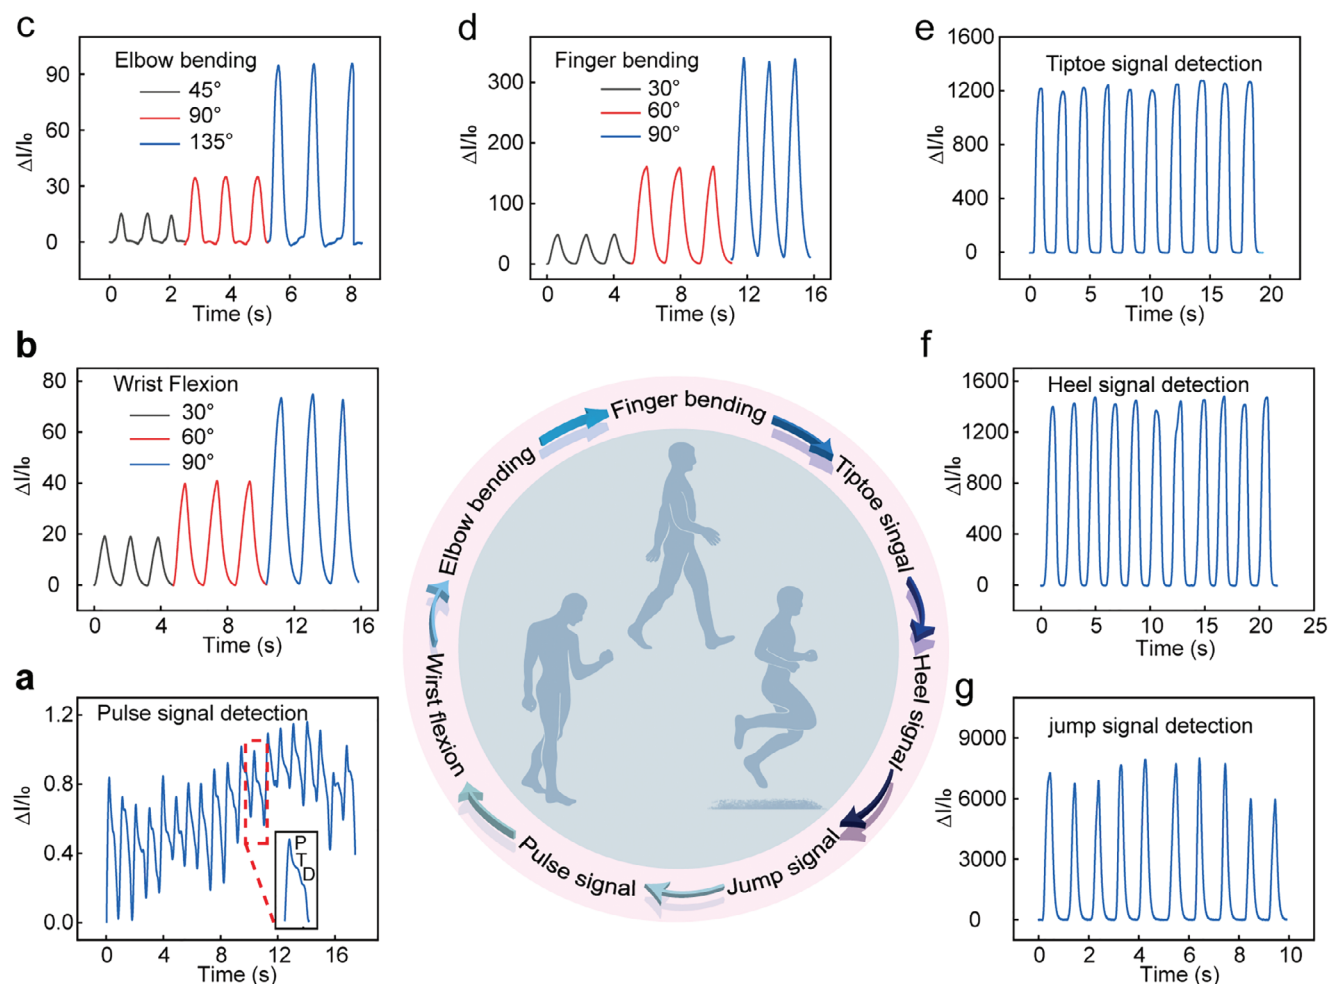 c
Elbow bending
45°
90°
135°
ΔI/I₀
90
60
30
0
0 2 4 6 8
Time (s)
d
Finger bending
30°
60°
90°
ΔI/I₀
300
200
100
0
0 4 8 12 16
Time (s)
e
Tiptoe signal detection
ΔI/I₀
1600
1200
800
400
0
0 5 10 15 20
Time (s)
b
Wrist Flexion
30°
60°
90°
ΔI/I₀
80
60
40
20
0
0 4 8 12 16
Time (s)
f
Heel signal detection
ΔI/I₀
1600
1200
800
400
0
0 5 10 15 20 25
Time (s)
a
Pulse signal detection
ΔI/I₀
1.2
0.8
0.4
0.0
P
T
D
0 4 8 12 16
Time (s)
g
jump signal detection
ΔI/I₀
9000
6000
3000
0
0 2 4 6 8 10
Time (s)
Finger bending
Tiptoe singal
Heel signal
Jump signal
Pulse signal
Wirst flexion
Elbow bending